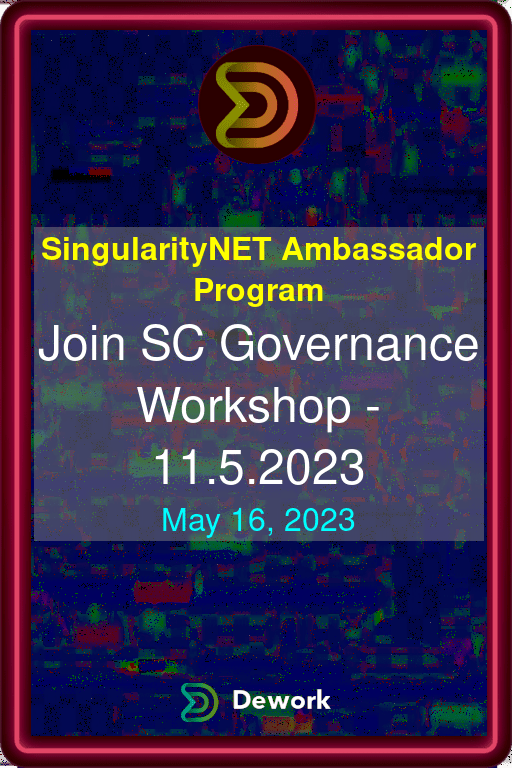 SingularityNET Ambassador
Program
Join SC Governance
Workshop -
11.5.2023
May 16, 2023
Dework